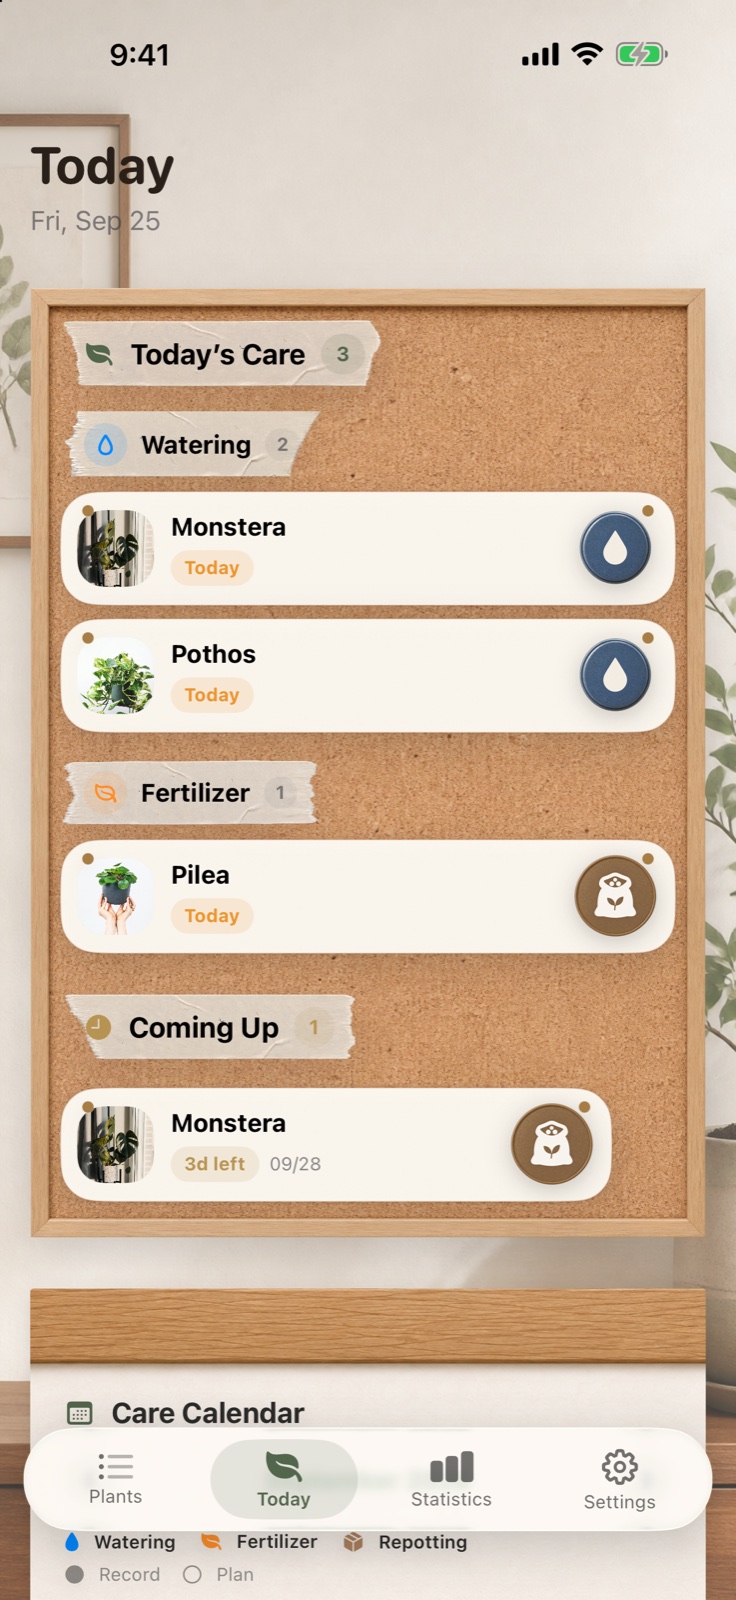 9:41
Today
Fri, Sep 25
Today's Care 3
Watering 2
Monstera
Today
Pothos
Today
Fertilizer 1
Pilea
Today
Coming Up 1
Monstera
3d left 09/28
Care Calendar
Plants Today Statistics Settings
Watering Fertilizer Repotting
Record Plan